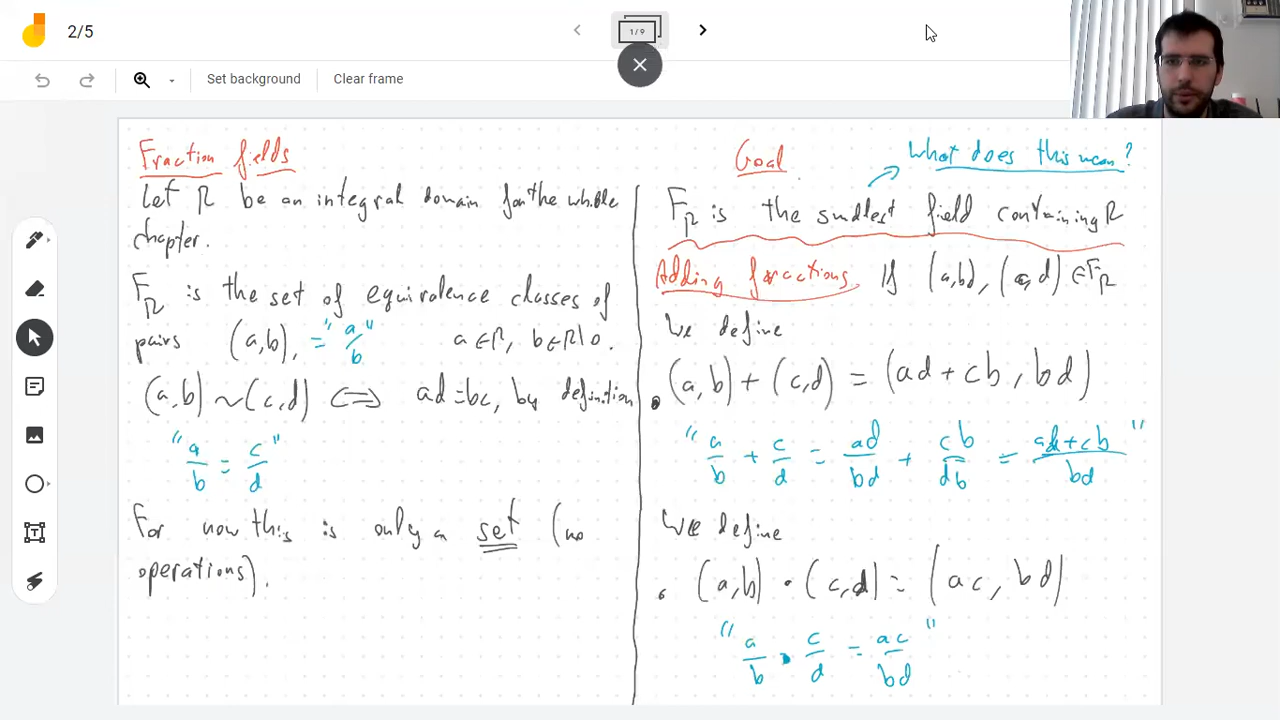 2/5
1/9
Set background
Clear frame
Fraction fields
Let R be an integral domain for the whole
chapter.
F_R is the set of equivalence classes of
pairs (a,b), = "a/b" a∈R, b∈R\0.
(a,b) ~ (c,d) ⟺ ad=bc, by definition
"a/b = c/d"
For now this is only a set (no
operations).
Goal
What does this mean?
F_R is the smallest field containing R
Adding fractions. If (a,b), (c,d) ∈ F_R
We define
(a,b) + (c,d) = (ad+cb, bd)
"a/b + c/d = ad/bd + cb/db = ad+cb/bd"
We define
(a,b) · (c,d) = (ac, bd)
"a/b · c/d = ac/bd"